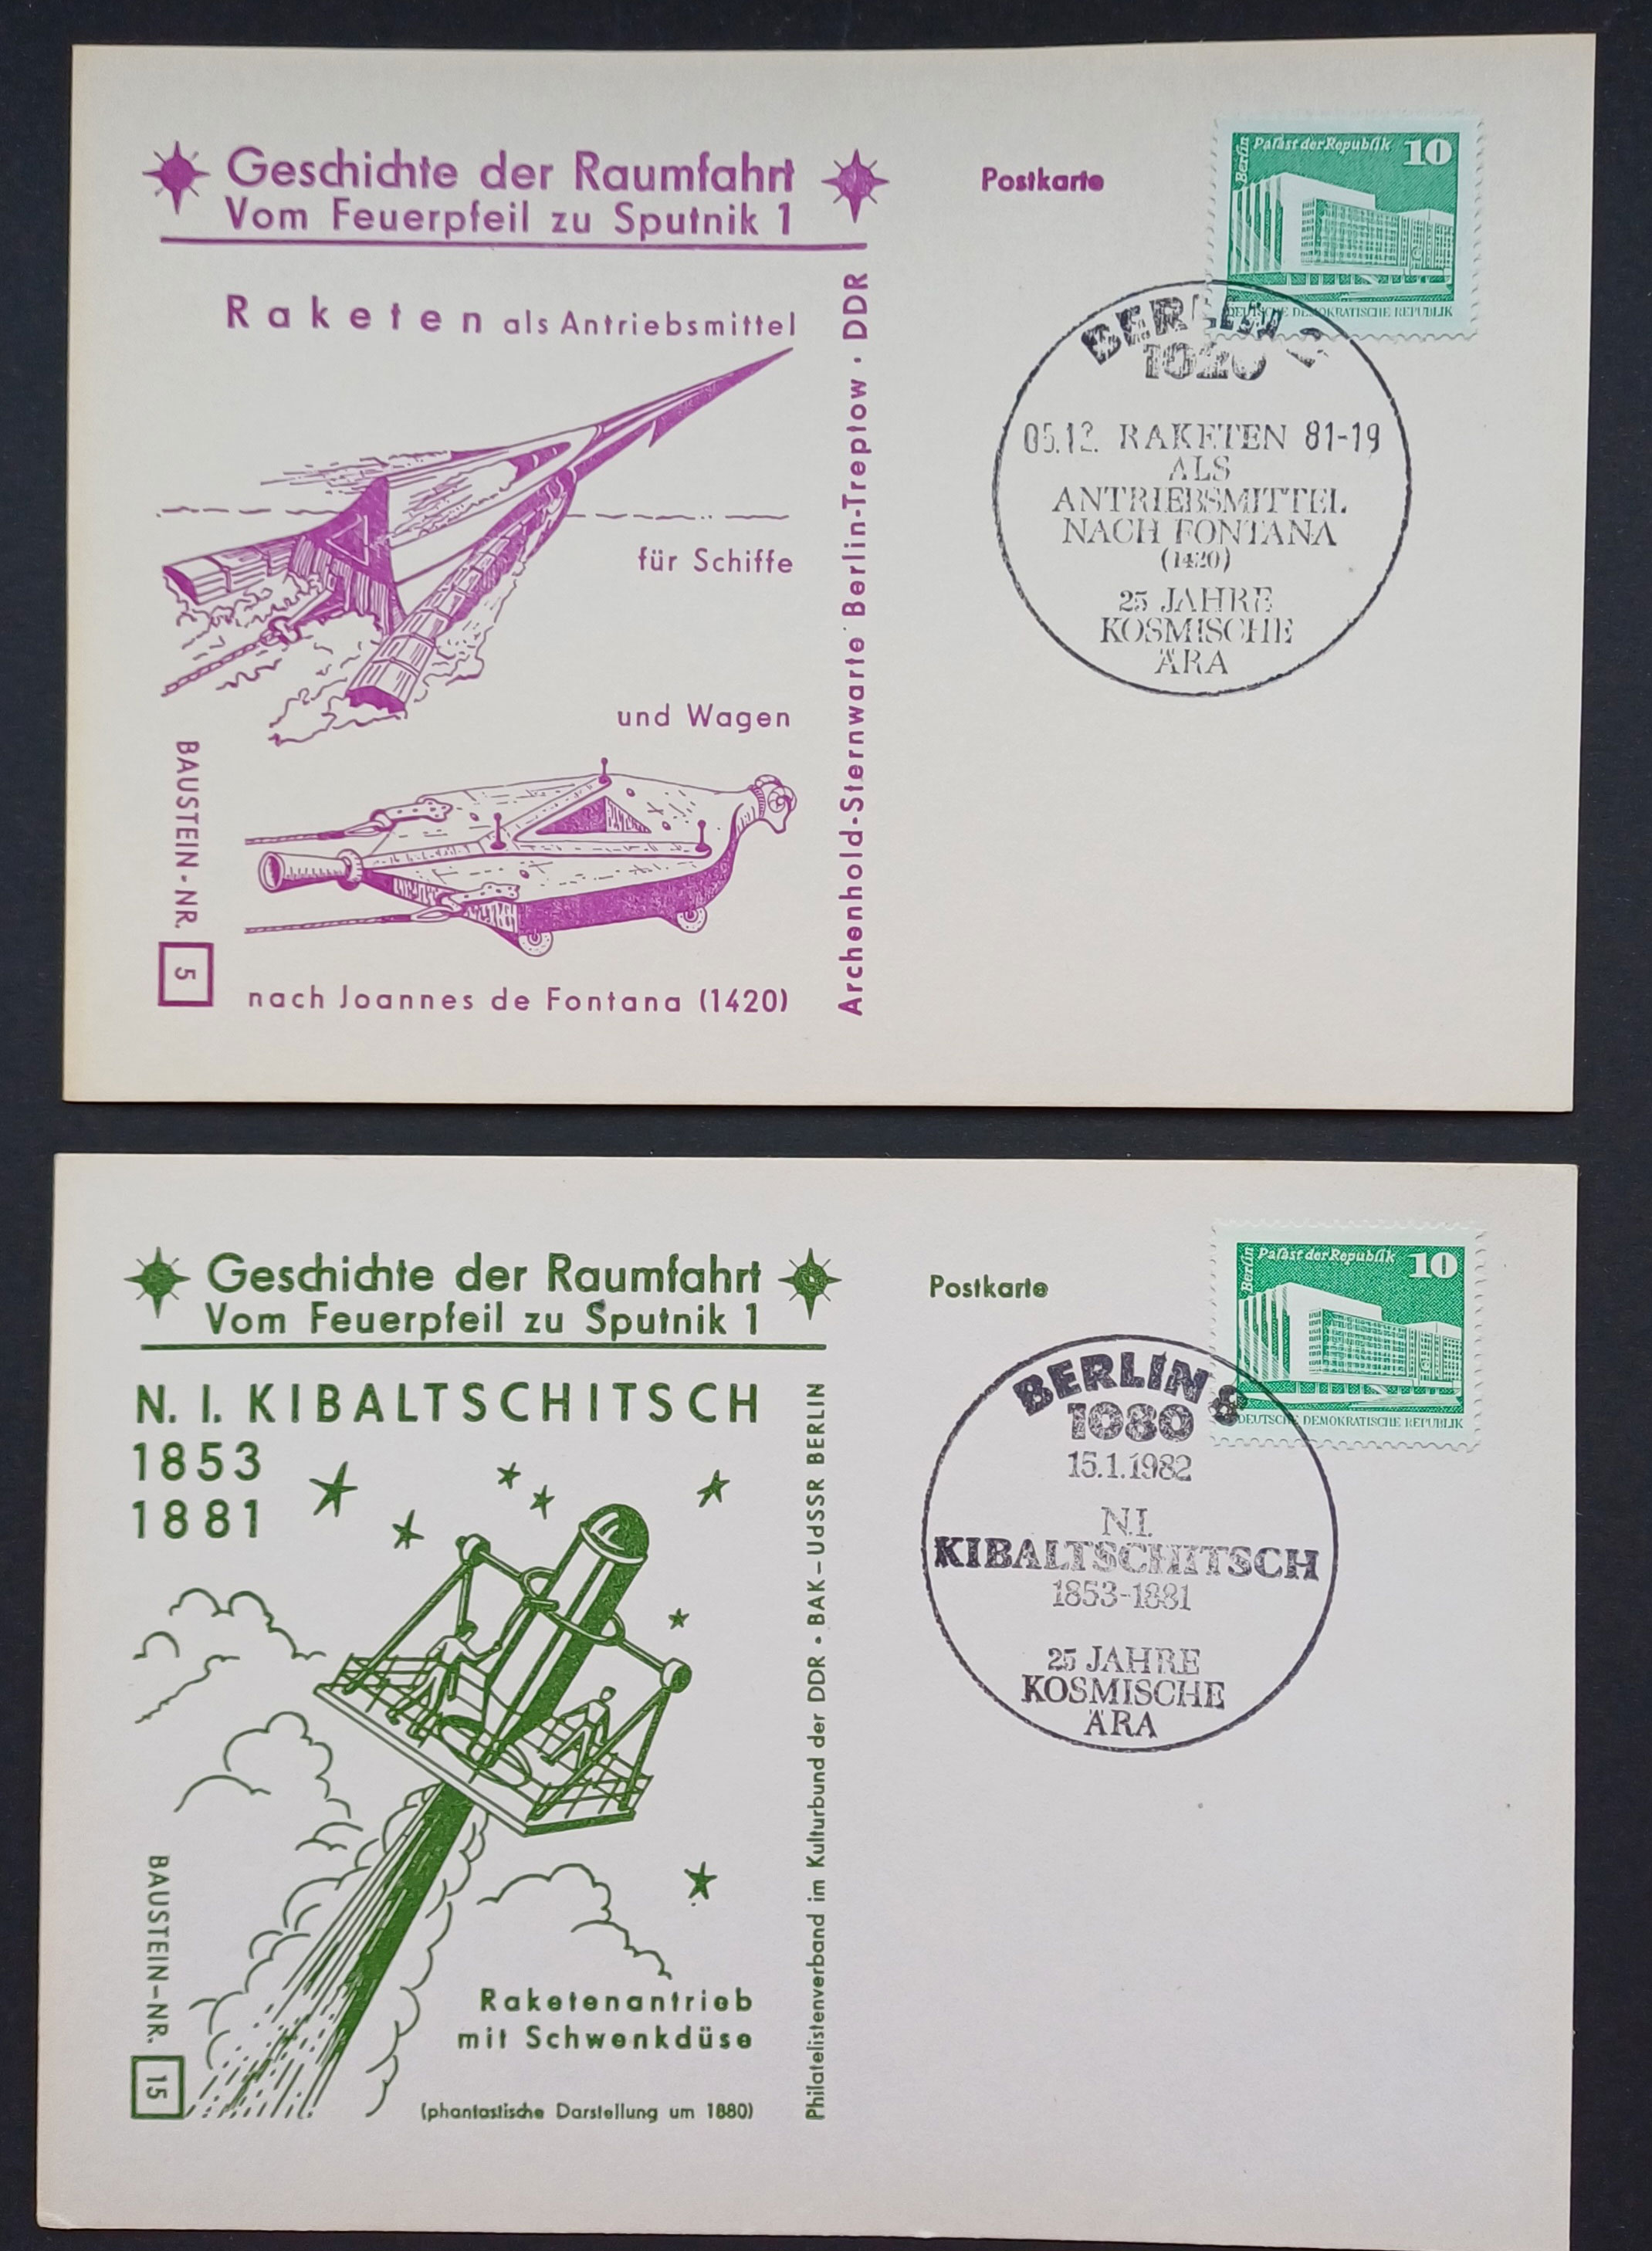 Geschichte der Raumfahrt
Vom Feuerpfeil zu Sputnik 1
Raketen als Antriebsmittel
für Schiffe
und Wagen
nach Joannes de Fontana (1420)
BAUSTEIN-NR.
5
Archenhold-Sternwarte Berlin-Treptow · DDR
Postkarte
Berlin
Palast der Republik 10
DEUTSCHE DEMOKRATISCHE REPUBLIK
BERLIN 2
1020
05.12. RAKETEN 81-19
ALS
ANTRIEBSMITTEL
NACH FONTANA
(1420)
25 JAHRE
KOSMISCHE
ÄRA
Geschichte der Raumfahrt
Vom Feuerpfeil zu Sputnik 1
N. I. KIBALTSCHITSCH
1853
1881
Raketenantrieb
mit Schwenkdüse
(phantastische Darstellung um 1880)
BAUSTEIN-NR.
15
Philatelistenverband im Kulturbund der DDR · BAK – UdSSR BERLIN
Postkarte
Berlin
Palast der Republik 10
DEUTSCHE DEMOKRATISCHE REPUBLIK
BERLIN 8
1080
15.1.1982
N.I.
KIBALTSCHITSCH
1853-1881
25 JAHRE
KOSMISCHE
ÄRA